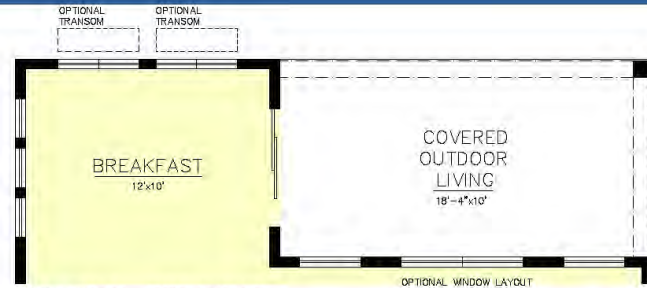 OPTIONAL
TRANSOM
OPTIONAL
TRANSOM
BREAKFAST
12'x10'
COVERED
OUTDOOR
LIVING
18'-4"x10'
OPTIONAL WINDOW LAYOUT